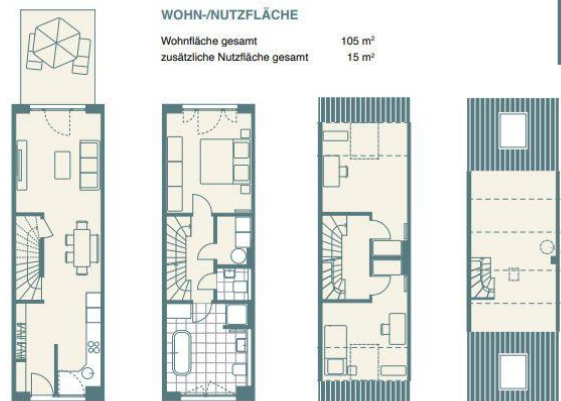 WOHN-/NUTZFLÄCHE
Wohnfläche gesamt 105 m²
zusätzliche Nutzfläche gesamt 15 m²